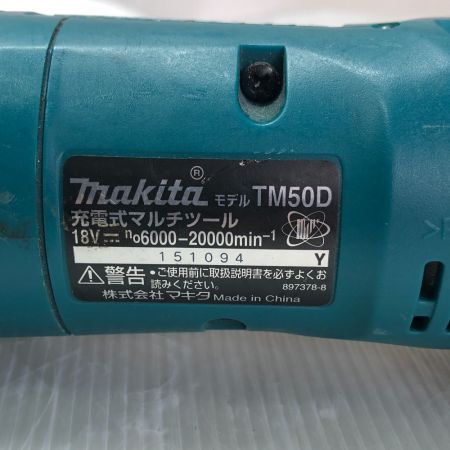 makita® モデル TM50D
充電式マルチツール
18V⎓ n₀6000−20000min⁻¹
151094 Y
⚠警告 ・ご使用前に取扱説明書を必ずよくお
読みください。 897378-8
株式会社マキタ Made in China